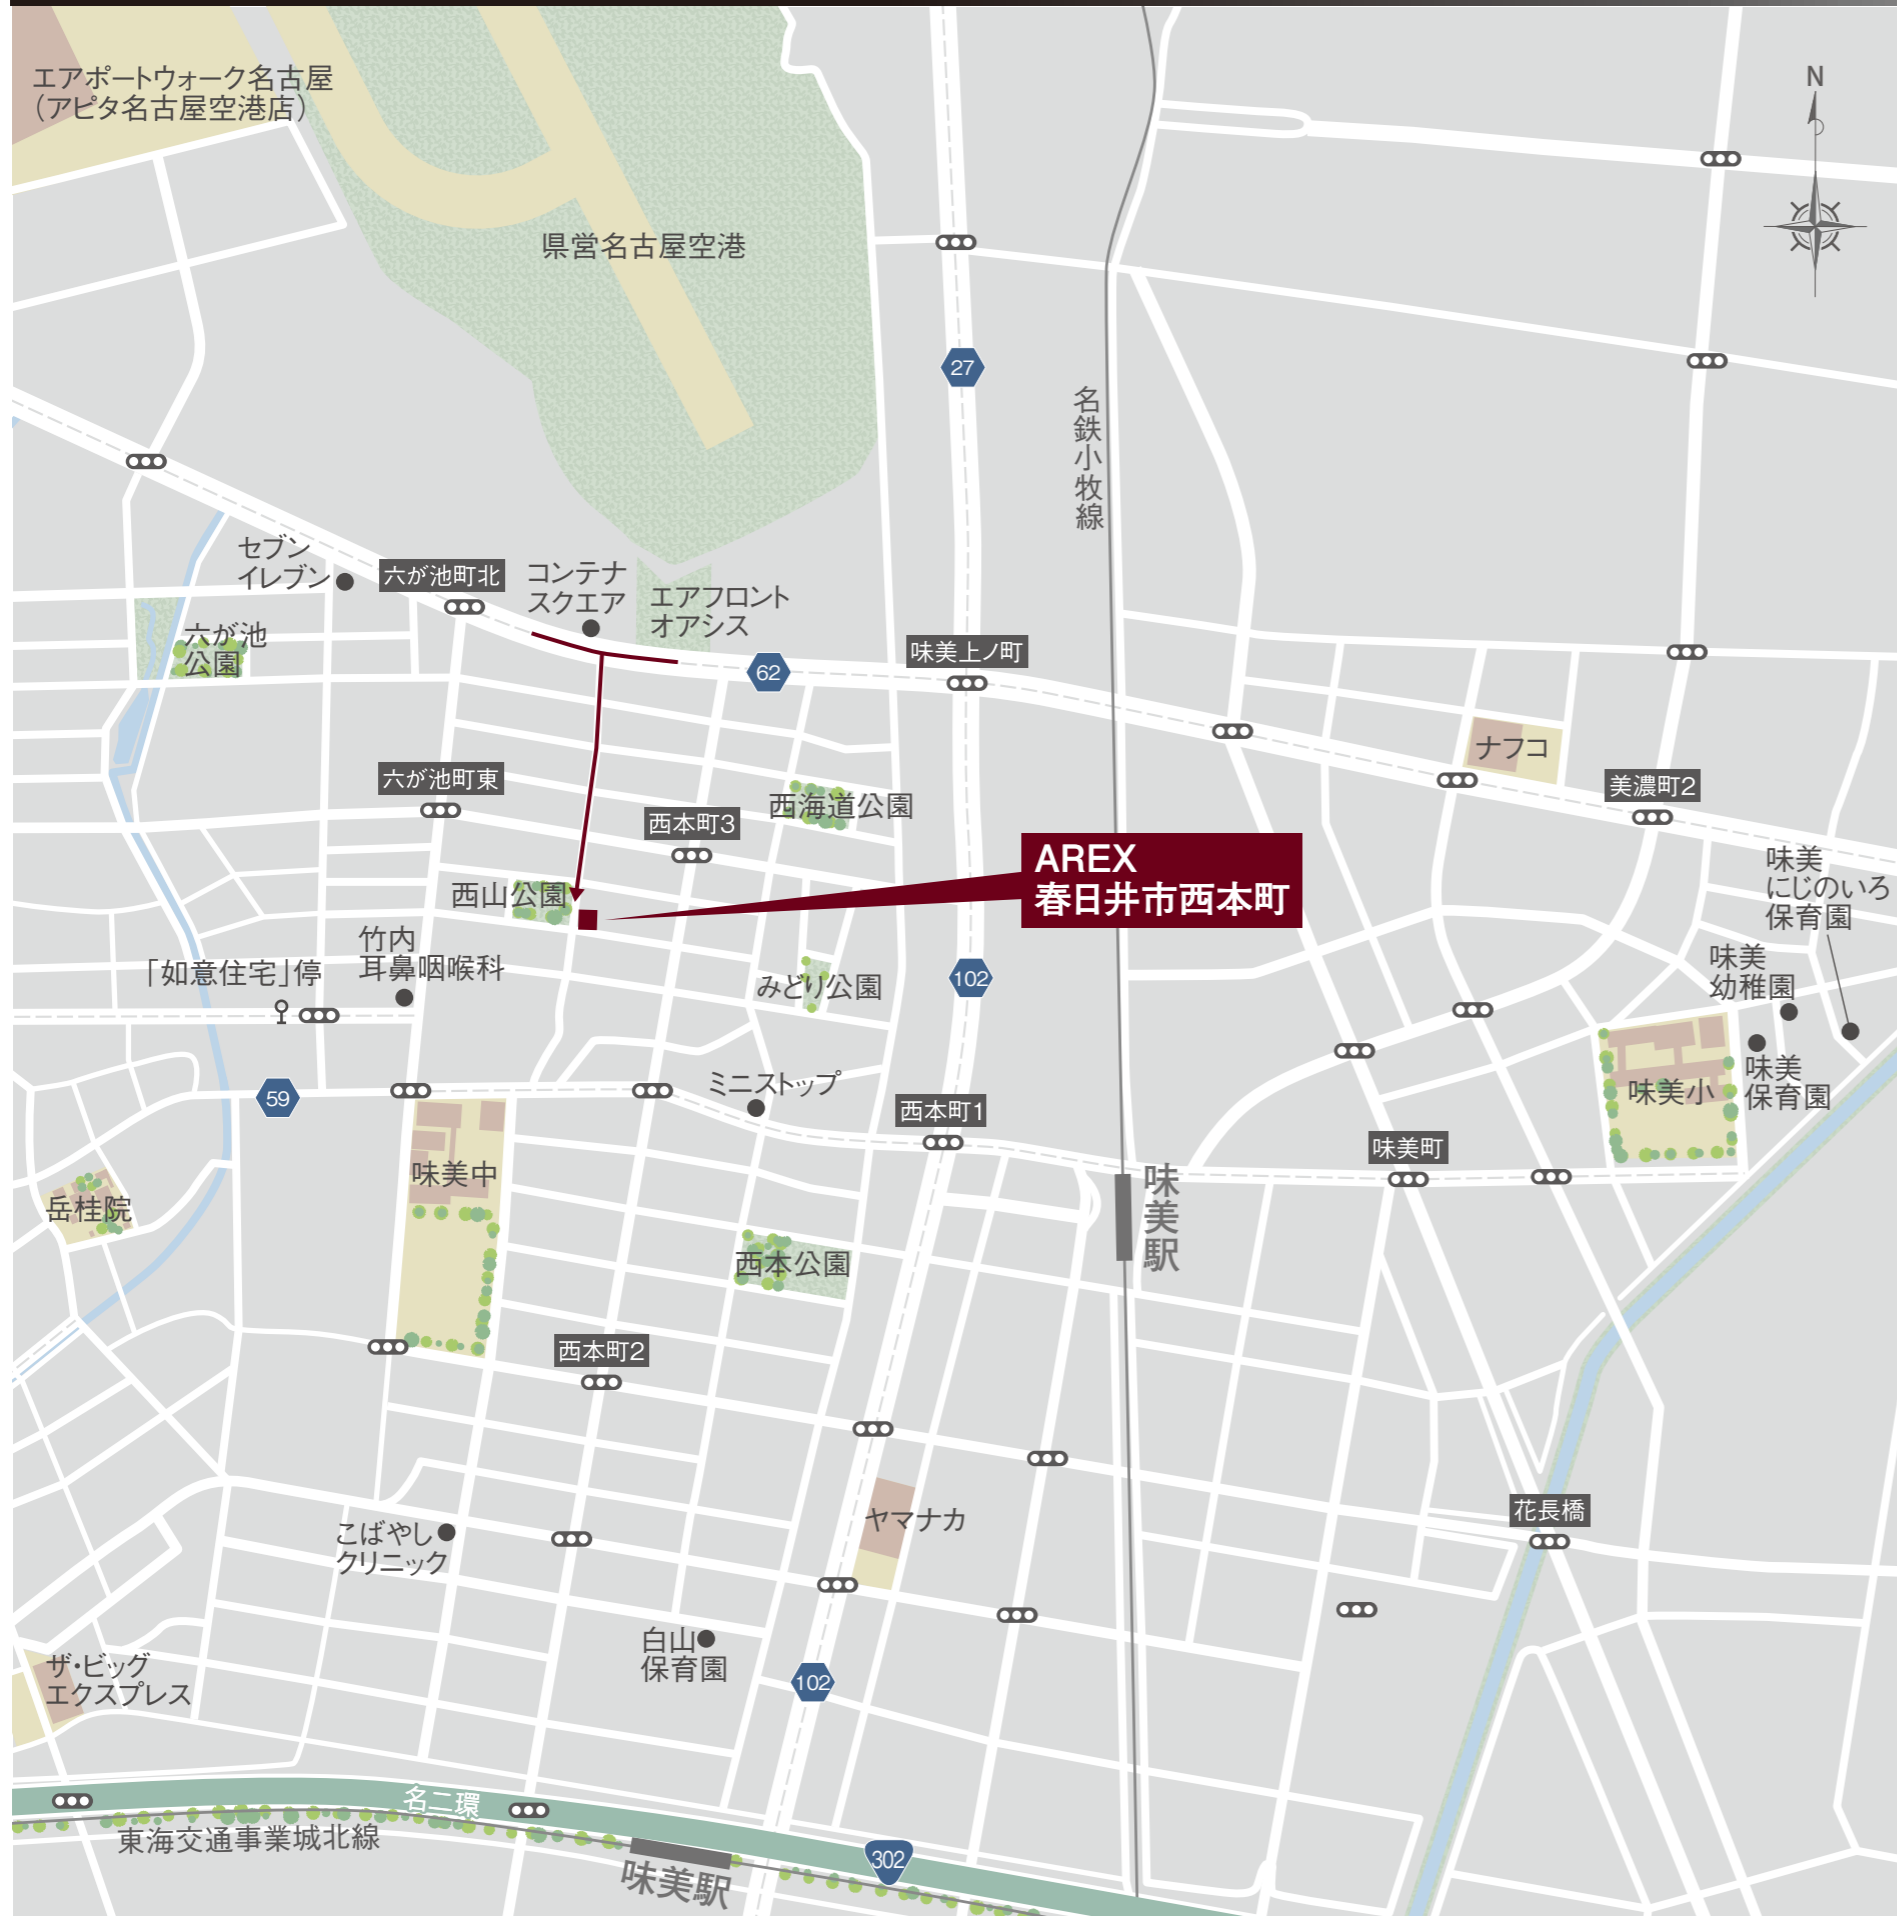 エアポートウォーク名古屋
（アピタ名古屋空港店）
N
県営名古屋空港
27
名鉄小牧線
セブン
イレブン
六が池町北
コンテナ
スクエア
エアフロント
オアシス
六が池
公園
62
味美上ノ町
ナフコ
六が池町東
西海道公園
美濃町2
西本町3
AREX
春日井市西本町
味美
にじのいろ
保育園
西山公園
竹内
耳鼻咽喉科
「如意住宅」停
みどり公園
102
味美
幼稚園
59
ミニストップ
西本町1
味美小
味美
保育園
味美町
味美中
味美駅
岳桂院
西本公園
西本町2
ヤマナカ
花長橋
こばやし
クリニック
白山
保育園
ザ・ビッグ
エクスプレス
102
名二環
東海交通事業城北線
味美駅
302